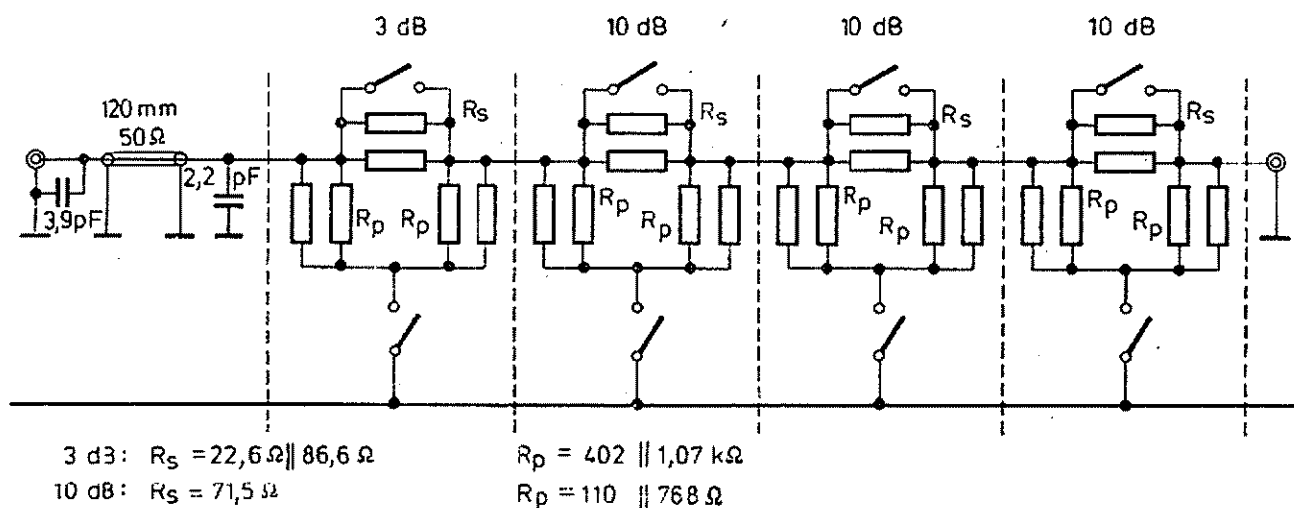 3 dB
10 dB
10 dB
10 dB
120 mm
50 Ω
Rs
Rs
Rs
Rs
2,2 pF
3,9pF
Rp
Rp
Rp
Rp
Rp
Rp
Rp
Rp
3 dB: Rs = 22,6 Ω || 86,6 Ω
Rp = 402 || 1,07 kΩ
10 dB: Rs = 71,5 Ω
Rp = 110 || 768 Ω